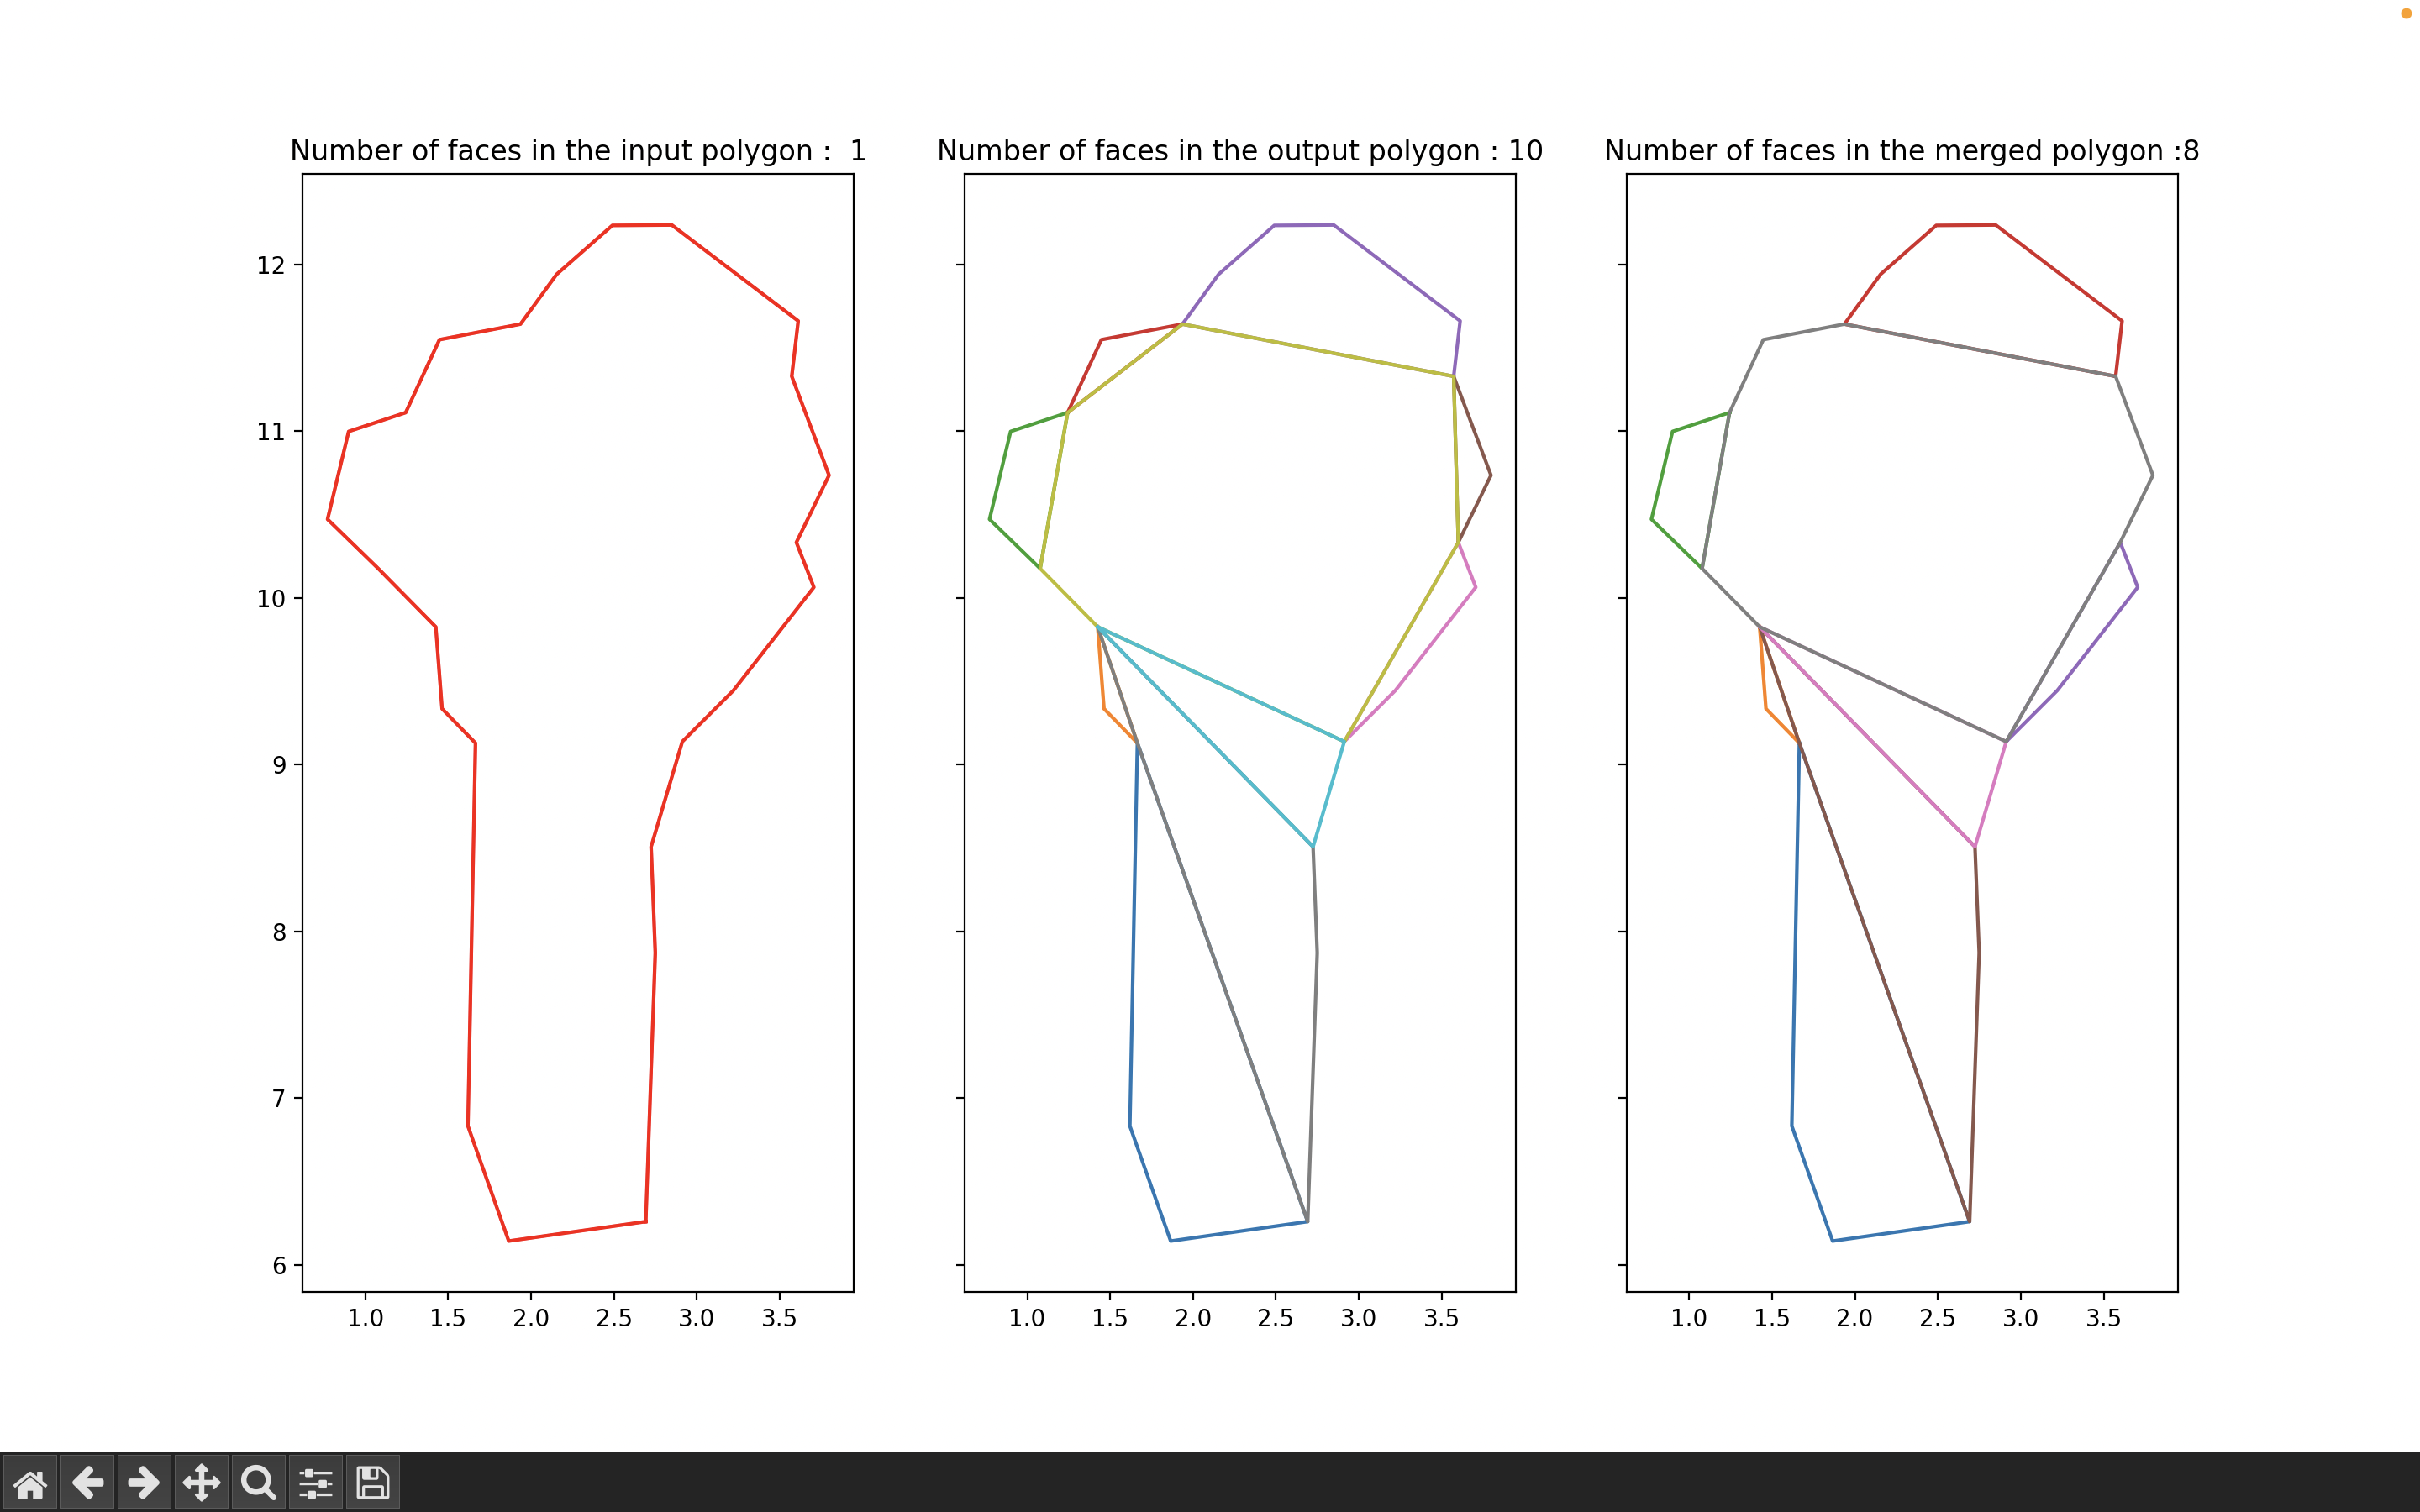 Number of faces in the input polygon :  1
Number of faces in the output polygon : 10
Number of faces in the merged polygon :8
12
11
10
9
8
7
6
1.0 1.5 2.0 2.5 3.0 3.5
1.0 1.5 2.0 2.5 3.0 3.5
1.0 1.5 2.0 2.5 3.0 3.5